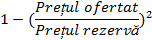 1 − (Prețul ofertat / Prețul rezervă)²